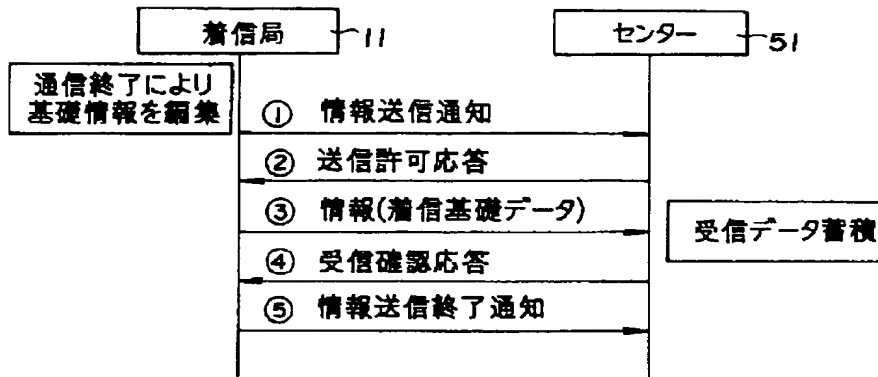 着信局
11
センター
51
通信終了により
基礎情報を編集
① 情報送信通知
② 送信許可応答
③ 情報(着信基礎データ)
受信データ蓄積
④ 受信確認応答
⑤ 情報送信終了通知